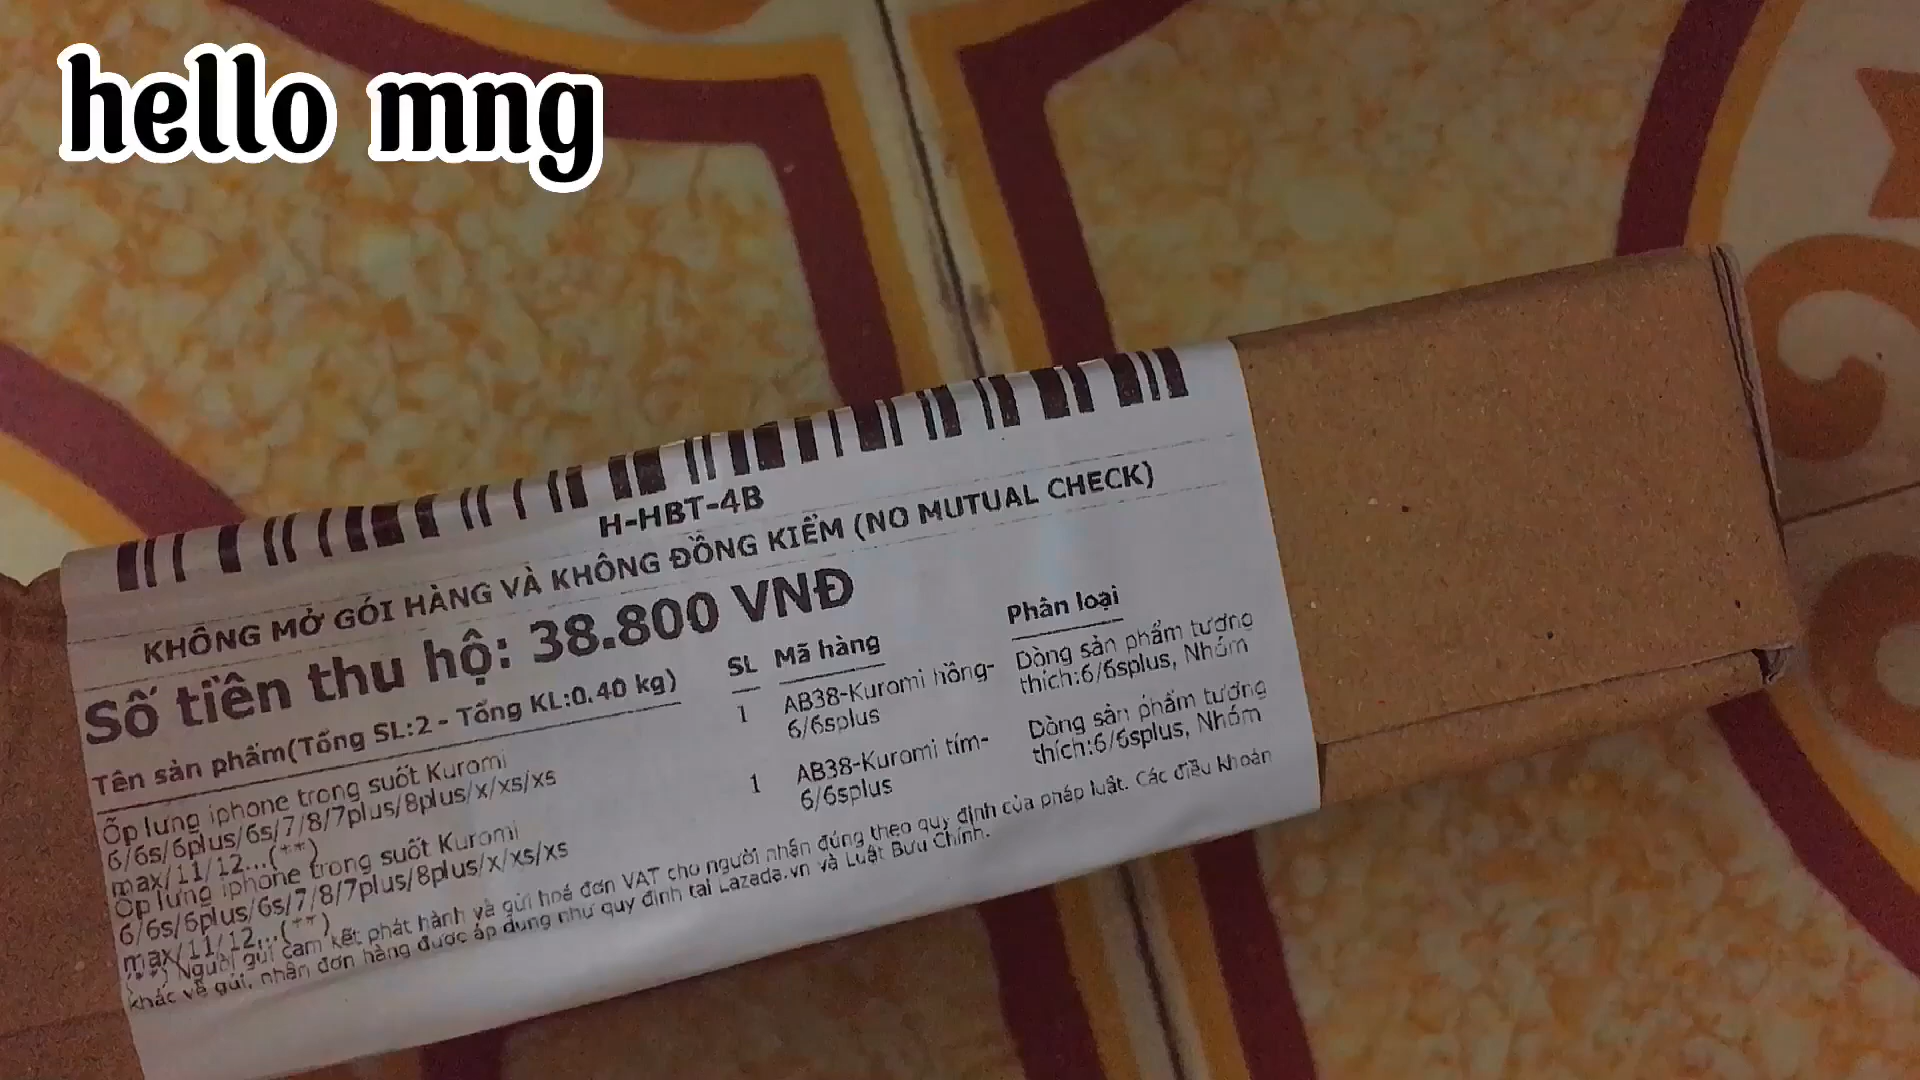 hello mng
H-HBT-4B
KHÔNG MỞ GÓI HÀNG VÀ KHÔNG ĐỒNG KIỂM (NO MUTUAL CHECK)
Số tiền thu hộ: 38.800 VNĐ
Tên sản phẩm(Tổng SL:2 - Tổng KL:0.40 kg) SL Mã hàng Phân loại
Ốp lưng iphone trong suốt Kuromi
6/6s/6plus/6s/7/8/7plus/8plus/x/xs/xs
max/11/12...(**)
1
AB38-Kuromi hồng-
6/6splus
Dòng sản phẩm tương
thích:6/6splus, Nhóm
Ốp lưng iphone trong suốt Kuromi
6/6s/6plus/6s/7/8/7plus/8plus/x/xs/xs
max/11/12...(**)
1
AB38-Kuromi tím-
6/6splus
Dòng sản phẩm tương
thích:6/6splus, Nhóm
(**) Người gửi cam kết phát hành và gửi hoá đơn VAT cho người nhận đúng theo quy định của pháp luật. Các điều khoản
khác về gửi, nhận đơn hàng được áp dụng như quy định tại Lazada.vn và Luật Bưu Chính.